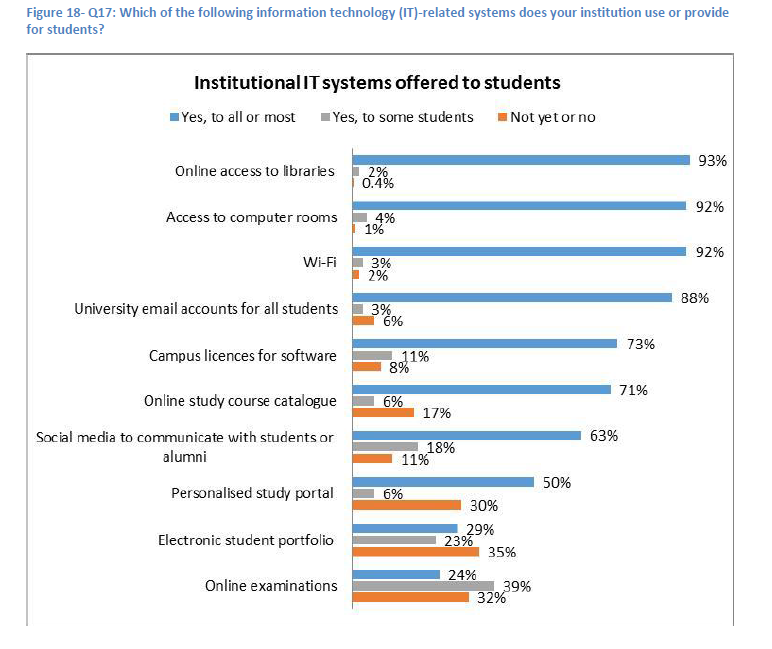 Figure 18- Q17: Which of the following information technology (IT)-related systems does your institution use or provide
for students?
Institutional IT systems offered to students
Yes, to all or most Yes, to some students Not yet or no
Online access to libraries 93%
2%
0.4%
Access to computer rooms 92%
4%
1%
Wi-Fi 92%
3%
2%
University email accounts for all students 88%
3%
6%
Campus licences for software 73%
11%
8%
Online study course catalogue 71%
6%
17%
Social media to communicate with students or
alumni
63%
18%
11%
Personalised study portal 50%
6%
30%
Electronic student portfolio 29%
23%
35%
Online examinations 24%
39%
32%